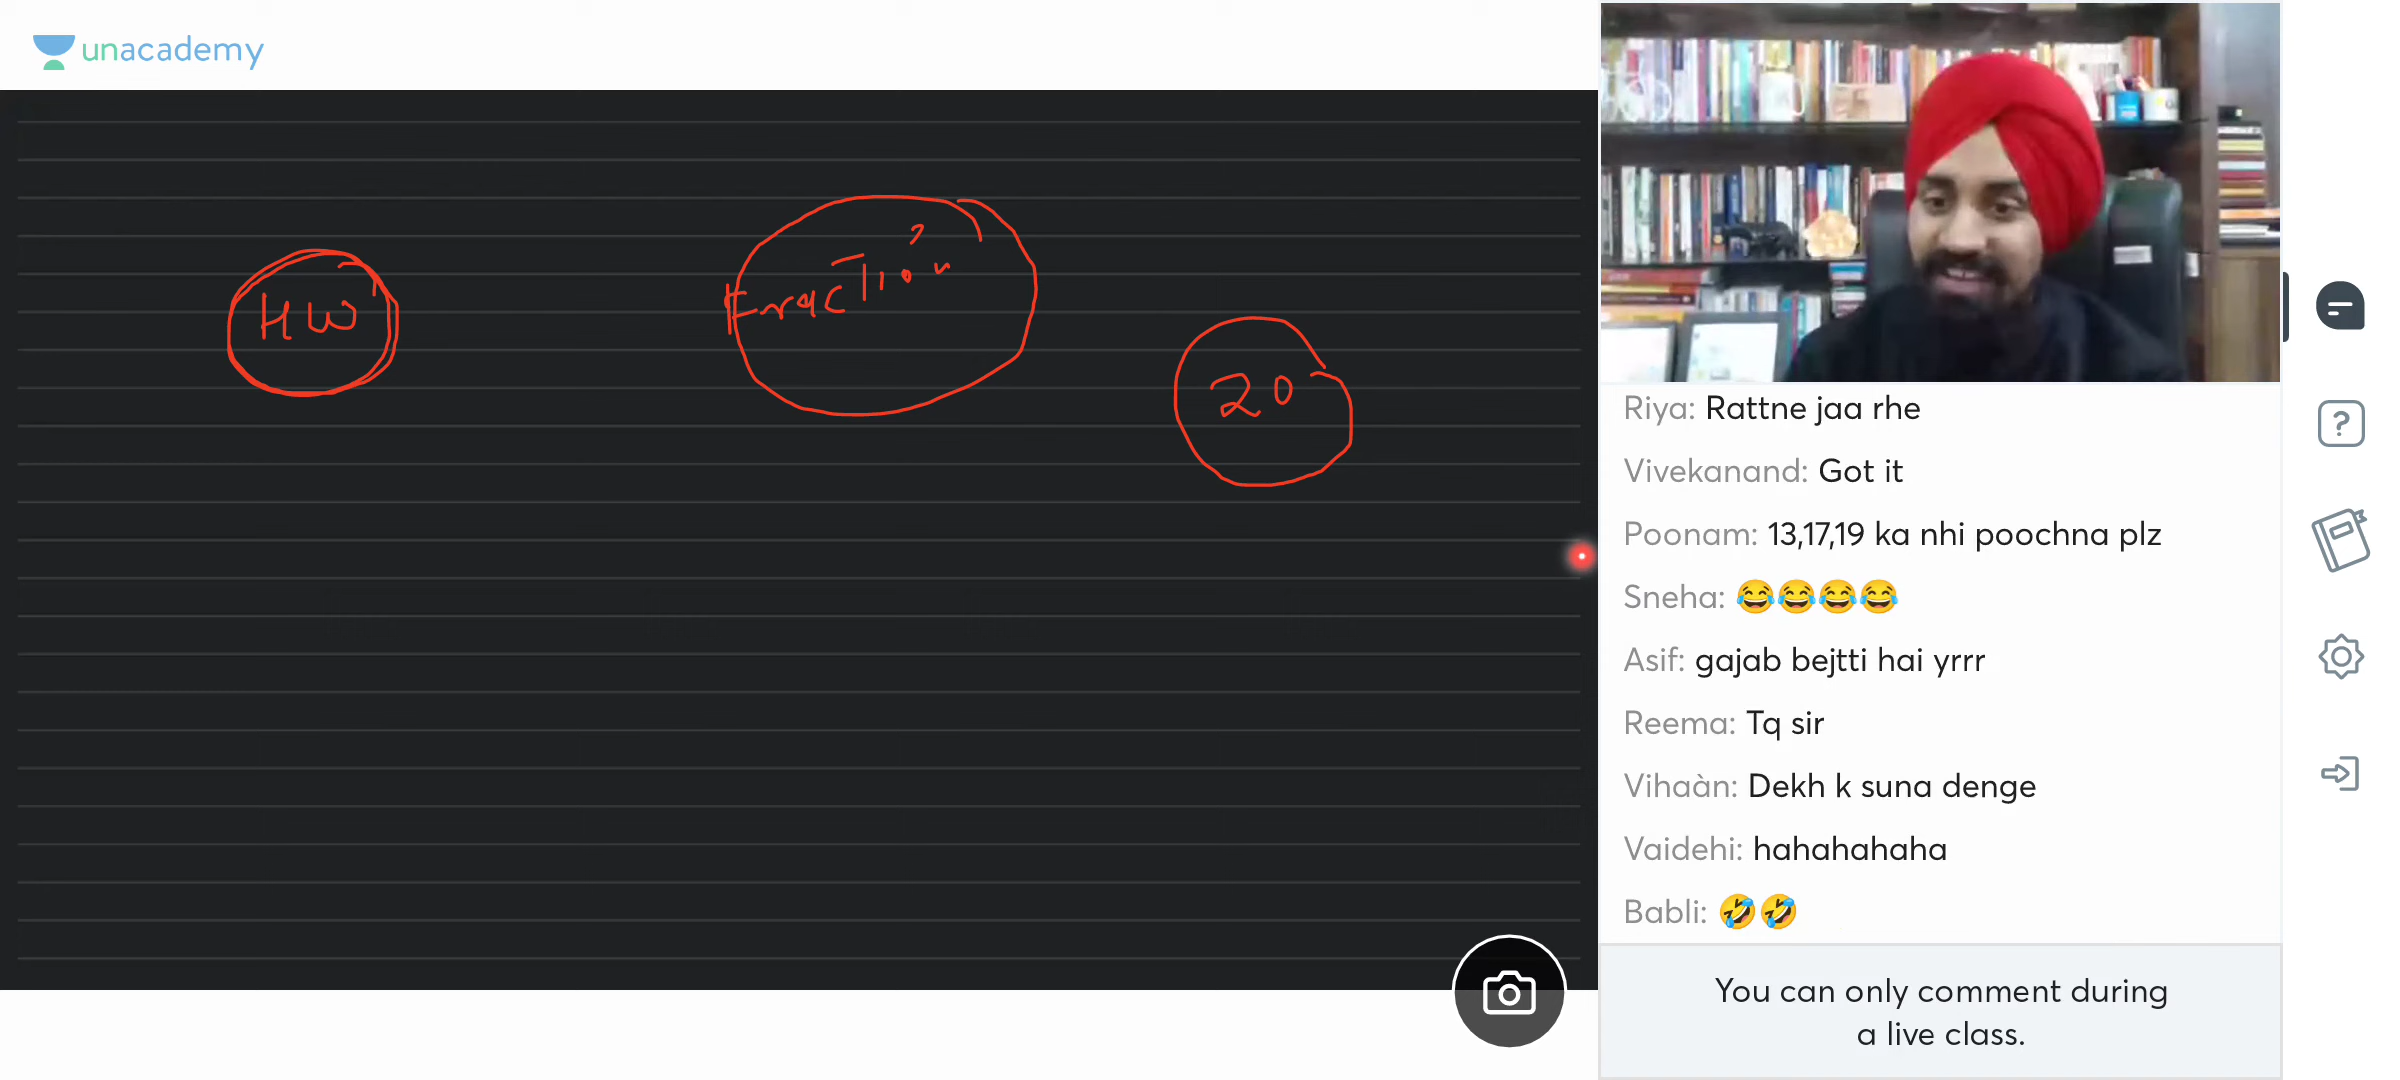 unacademy
HW
Fraction
20
Riya: Rattne jaa rhe
Vivekanand: Got it
Poonam: 13,17,19 ka nhi poochna plz
Sneha: 😂😂😂😂
Asif: gajab bejtti hai yrrr
Reema: Tq sir
Vihaàn: Dekh k suna denge
Vaidehi: hahahahaha
Babli: 🤣🤣
You can only comment during
a live class.